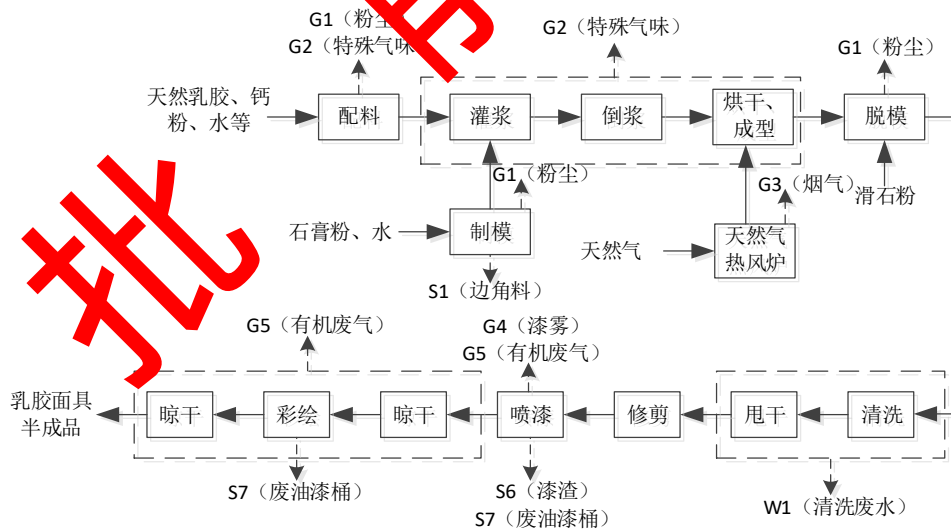 G1（粉尘）
G2（特殊气味）
G2（特殊气味）
G1（粉尘）
天然乳胶、钙
粉、水等
配料
灌浆
倒浆
烘干、
成型
脱模
G1（粉尘）
G3（烟气）
滑石粉
石膏粉、水
制模
天然气
天然气
热风炉
S1（边角料）
G5（有机废气）
G4（漆雾）
G5（有机废气）
乳胶面具
半成品
晾干
彩绘
晾干
喷漆
修剪
甩干
清洗
S7（废油漆桶）
S6（漆渣）
S7（废油漆桶）
W1（清洗废水）
批